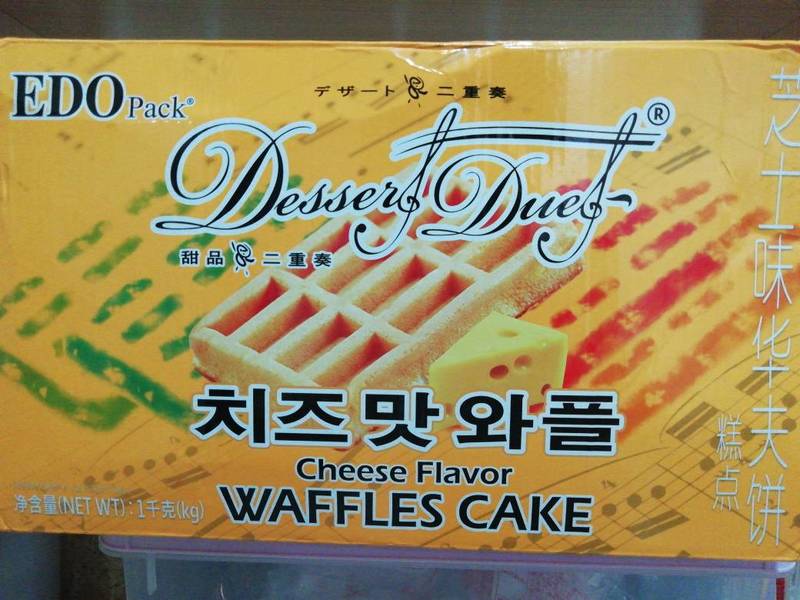 EDO Pack®
デザート 二重奏
Dessert Duet®
甜品 二重奏
치즈 맛 와플
Cheese Flavor
WAFFLES CAKE
净含量(NET WT):1千克(kg)
芝士味华夫饼
糕点